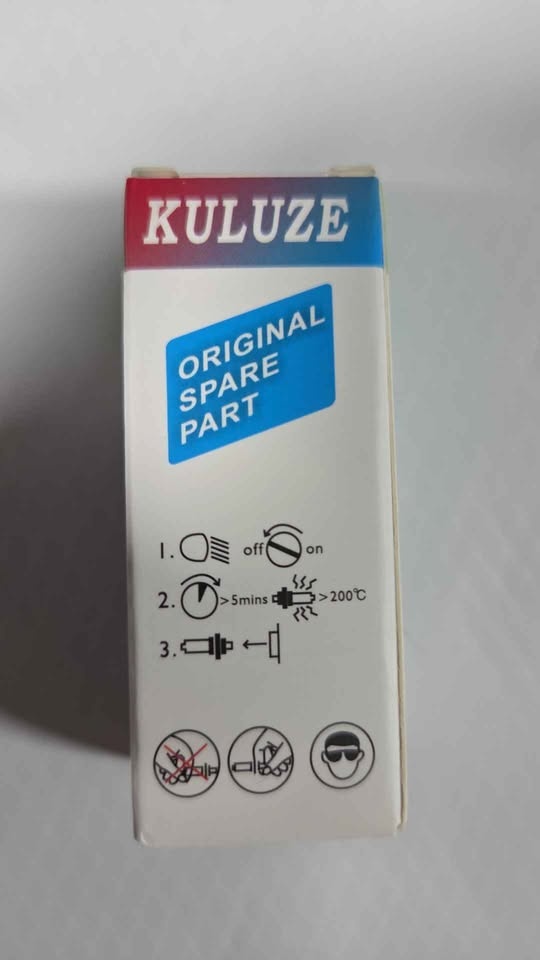 KULUZE
ORIGINAL
SPARE
PART
1. off on
2. >5mins >200℃
3.